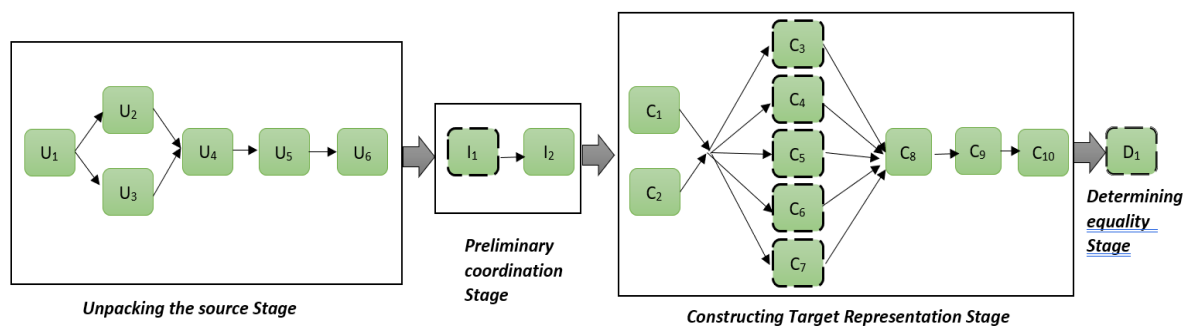 U₁
U₂
U₃
U₄
U₅
U₆
Unpacking the source Stage
I₁
I₂
Preliminary
coordination
Stage
C₁
C₂
C₃
C₄
C₅
C₆
C₇
C₈
C₉
C₁₀
Constructing Target Representation Stage
D₁
Determining
equality
Stage